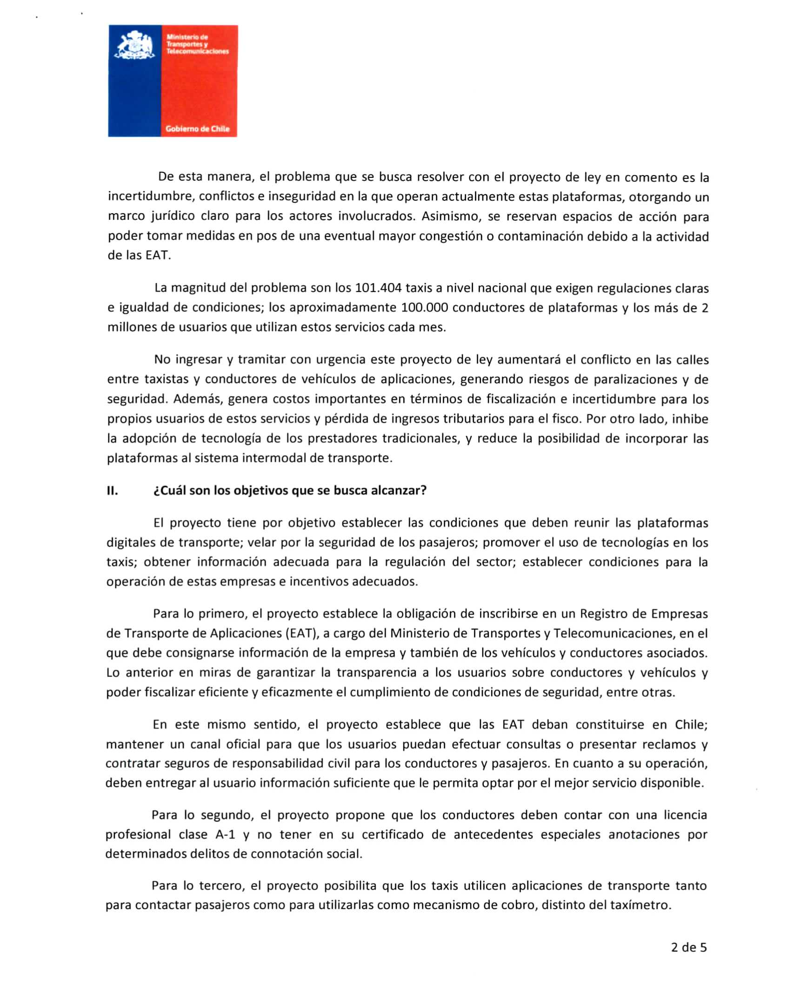 Ministerio de
Transportes y
Telecomunicaciones
Gobierno de Chile
De esta manera, el problema que se busca resolver con el proyecto de ley en comento es la
incertidumbre, conflictos e inseguridad en la que operan actualmente estas plataformas, otorgando un
marco jurídico claro para los actores involucrados. Asimismo, se reservan espacios de acción para
poder tomar medidas en pos de una eventual mayor congestión o contaminación debido a la actividad
de las EAT.
La magnitud del problema son los 101.404 taxis a nivel nacional que exigen regulaciones claras
e igualdad de condiciones; los aproximadamente 100.000 conductores de plataformas y los más de 2
millones de usuarios que utilizan estos servicios cada mes.
No ingresar y tramitar con urgencia este proyecto de ley aumentará el conflicto en las calles
entre taxistas y conductores de vehículos de aplicaciones, generando riesgos de paralizaciones y de
seguridad. Además, genera costos importantes en términos de fiscalización e incertidumbre para los
propios usuarios de estos servicios y pérdida de ingresos tributarios para el fisco. Por otro lado, inhibe
la adopción de tecnología de los prestadores tradicionales, y reduce la posibilidad de incorporar las
plataformas al sistema intermodal de transporte.
II. ¿Cuál son los objetivos que se busca alcanzar?
El proyecto tiene por objetivo establecer las condiciones que deben reunir las plataformas
digitales de transporte; velar por la seguridad de los pasajeros; promover el uso de tecnologías en los
taxis; obtener información adecuada para la regulación del sector; establecer condiciones para la
operación de estas empresas e incentivos adecuados.
Para lo primero, el proyecto establece la obligación de inscribirse en un Registro de Empresas
de Transporte de Aplicaciones (EAT), a cargo del Ministerio de Transportes y Telecomunicaciones, en el
que debe consignarse información de la empresa y también de los vehículos y conductores asociados.
Lo anterior en miras de garantizar la transparencia a los usuarios sobre conductores y vehículos y
poder fiscalizar eficiente y eficazmente el cumplimiento de condiciones de seguridad, entre otras.
En este mismo sentido, el proyecto establece que las EAT deban constituirse en Chile;
mantener un canal oficial para que los usuarios puedan efectuar consultas o presentar reclamos y
contratar seguros de responsabilidad civil para los conductores y pasajeros. En cuanto a su operación,
deben entregar al usuario información suficiente que le permita optar por el mejor servicio disponible.
Para lo segundo, el proyecto propone que los conductores deben contar con una licencia
profesional clase A-1 y no tener en su certificado de antecedentes especiales anotaciones por
determinados delitos de connotación social.
Para lo tercero, el proyecto posibilita que los taxis utilicen aplicaciones de transporte tanto
para contactar pasajeros como para utilizarlas como mecanismo de cobro, distinto del taxímetro.
2 de 5